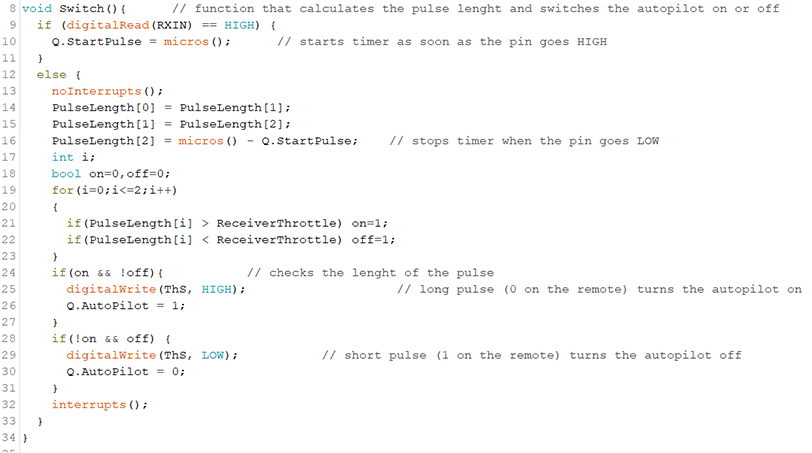 8 void Switch(){      // function that calculates the pulse lenght and switches the autopilot on or off
9   if (digitalRead(RXIN) == HIGH) {
10     Q.StartPulse = micros();      // starts timer as soon as the pin goes HIGH
11   }
12   else {
13     noInterrupts();
14     PulseLength[0] = PulseLength[1];
15     PulseLength[1] = PulseLength[2];
16     PulseLength[2] = micros() - Q.StartPulse;    // stops timer when the pin goes LOW
17     int i;
18     bool on=0,off=0;
19     for(i=0;i<=2;i++)
20     {
21       if(PulseLength[i] > ReceiverThrottle) on=1;
22       if(PulseLength[i] < ReceiverThrottle) off=1;
23     }
24     if(on && !off){           // checks the lenght of the pulse
25       digitalWrite(ThS, HIGH);                    // long pulse (0 on the remote) turns the autopilot on
26       Q.AutoPilot = 1;
27     }
28     if(!on && off) {
29       digitalWrite(ThS, LOW);           // short pulse (1 on the remote) turns the autopilot off
30       Q.AutoPilot = 0;
31     }
32     interrupts();
33   }
34 }